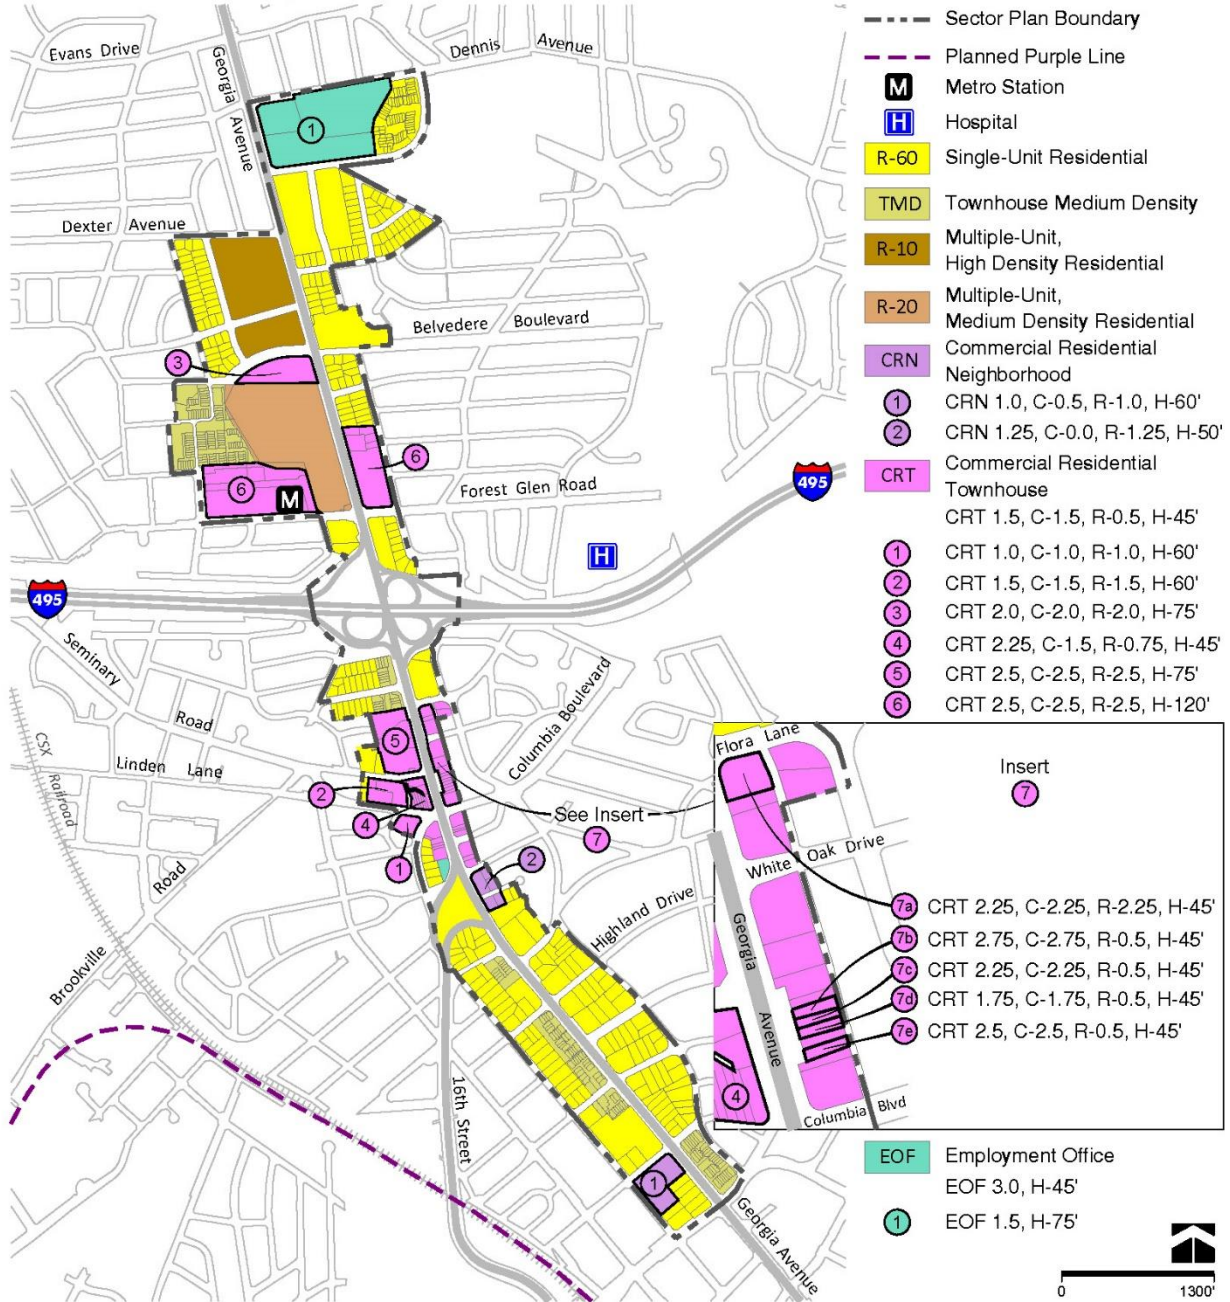 Evans Drive
Georgia
Avenue
Dennis Avenue
1
Dexter Avenue
Belvedere Boulevard
3
6
6
M
Forest Glen Road
495
H
495
Seminary
Road
CSX Railroad
Linden Lane
Columbia Boulevard
5
2
4
1
See Insert
7
2
Road
Brookville
Highland Drive
16th Street
1
Georgia Avenue
Sector Plan Boundary
Planned Purple Line
M Metro Station
H Hospital
R-60 Single-Unit Residential
TMD Townhouse Medium Density
R-10 Multiple-Unit,
High Density Residential
R-20 Multiple-Unit,
Medium Density Residential
CRN Commercial Residential
Neighborhood
1 CRN 1.0, C-0.5, R-1.0, H-60'
2 CRN 1.25, C-0.0, R-1.25, H-50'
CRT Commercial Residential
Townhouse
CRT 1.5, C-1.5, R-0.5, H-45'
1 CRT 1.0, C-1.0, R-1.0, H-60'
2 CRT 1.5, C-1.5, R-1.5, H-60'
3 CRT 2.0, C-2.0, R-2.0, H-75'
4 CRT 2.25, C-1.5, R-0.75, H-45'
5 CRT 2.5, C-2.5, R-2.5, H-75'
6 CRT 2.5, C-2.5, R-2.5, H-120'
Flora Lane
Insert
7
White Oak Drive
Georgia
Avenue
7a CRT 2.25, C-2.25, R-2.25, H-45'
7b CRT 2.75, C-2.75, R-0.5, H-45'
7c CRT 2.25, C-2.25, R-0.5, H-45'
7d CRT 1.75, C-1.75, R-0.5, H-45'
7e CRT 2.5, C-2.5, R-0.5, H-45'
4
Columbia Blvd
EOF Employment Office
EOF 3.0, H-45'
1 EOF 1.5, H-75'
0 1300'